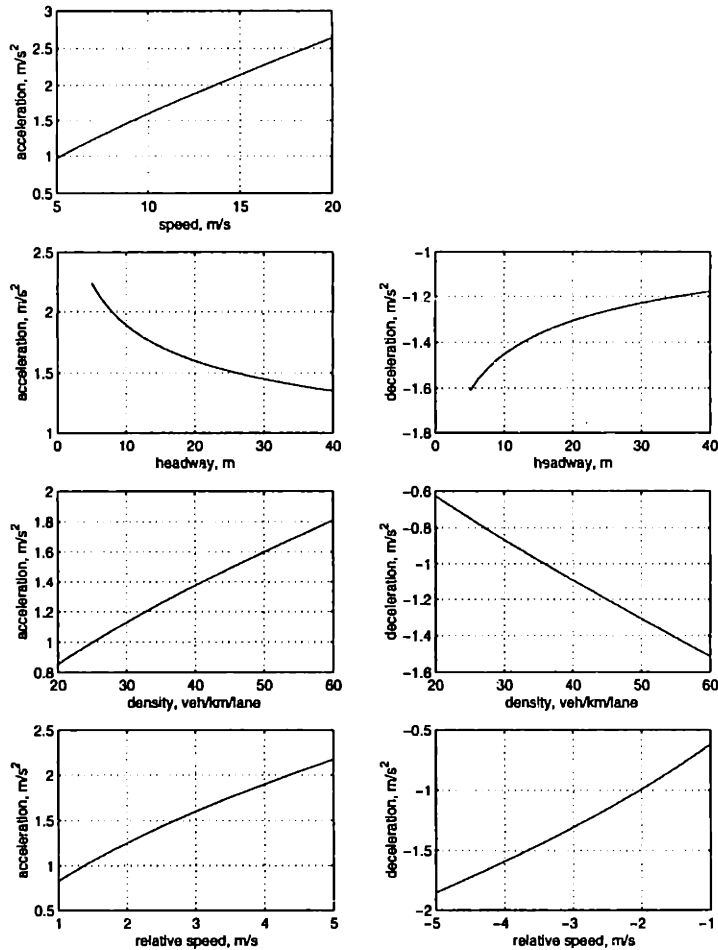 3
2.5
2
1.5
1
0.5
acceleration, m/s²
5 10 15 20
speed, m/s
2.5
2
1.5
1
acceleration, m/s²
0 10 20 30 40
headway, m
-1
-1.2
-1.4
-1.6
-1.8
deceleration, m/s²
0 10 20 30 40
headway, m
2
1.8
1.6
1.4
1.2
1
0.8
acceleration, m/s²
20 30 40 50 60
density, veh/km/lane
-0.6
-0.8
-1
-1.2
-1.4
-1.6
deceleration, m/s²
20 30 40 50 60
density, veh/km/lane
2.5
2
1.5
1
0.5
acceleration, m/s²
1 2 3 4 5
relative speed, m/s
-0.5
-1
-1.5
-2
deceleration, m/s²
-5 -4 -3 -2 -1
relative speed, m/s